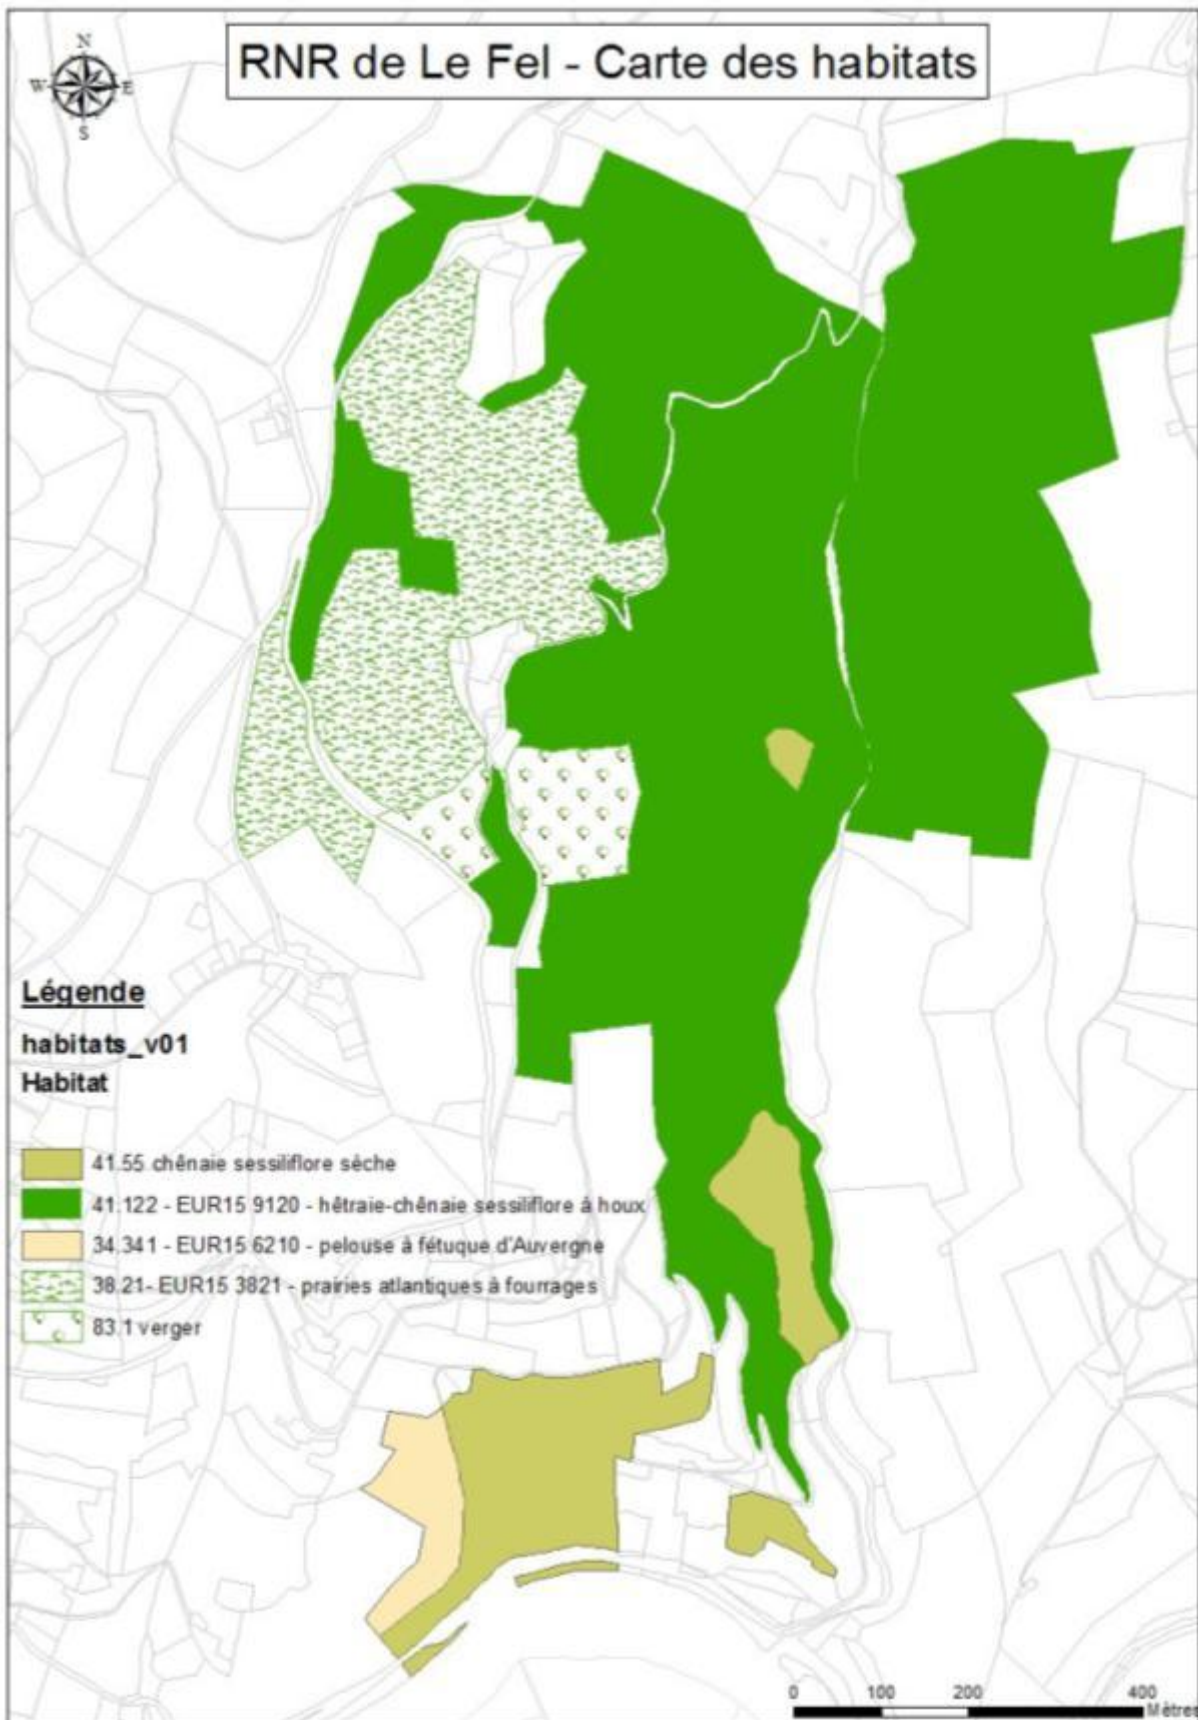 N
W E
S
RNR de Le Fel - Carte des habitats
Légende
habitats_v01
Habitat
41.55 chênaie sessiliflore sèche
41.122 - EUR15 9120 - hêtraie-chênaie sessiliflore à houx
34.341 - EUR15 6210 - pelouse à fétuque d'Auvergne
38.21- EUR15 3821 - prairies atlantiques à fourrages
83.1 verger
0 100 200 400
Mètres